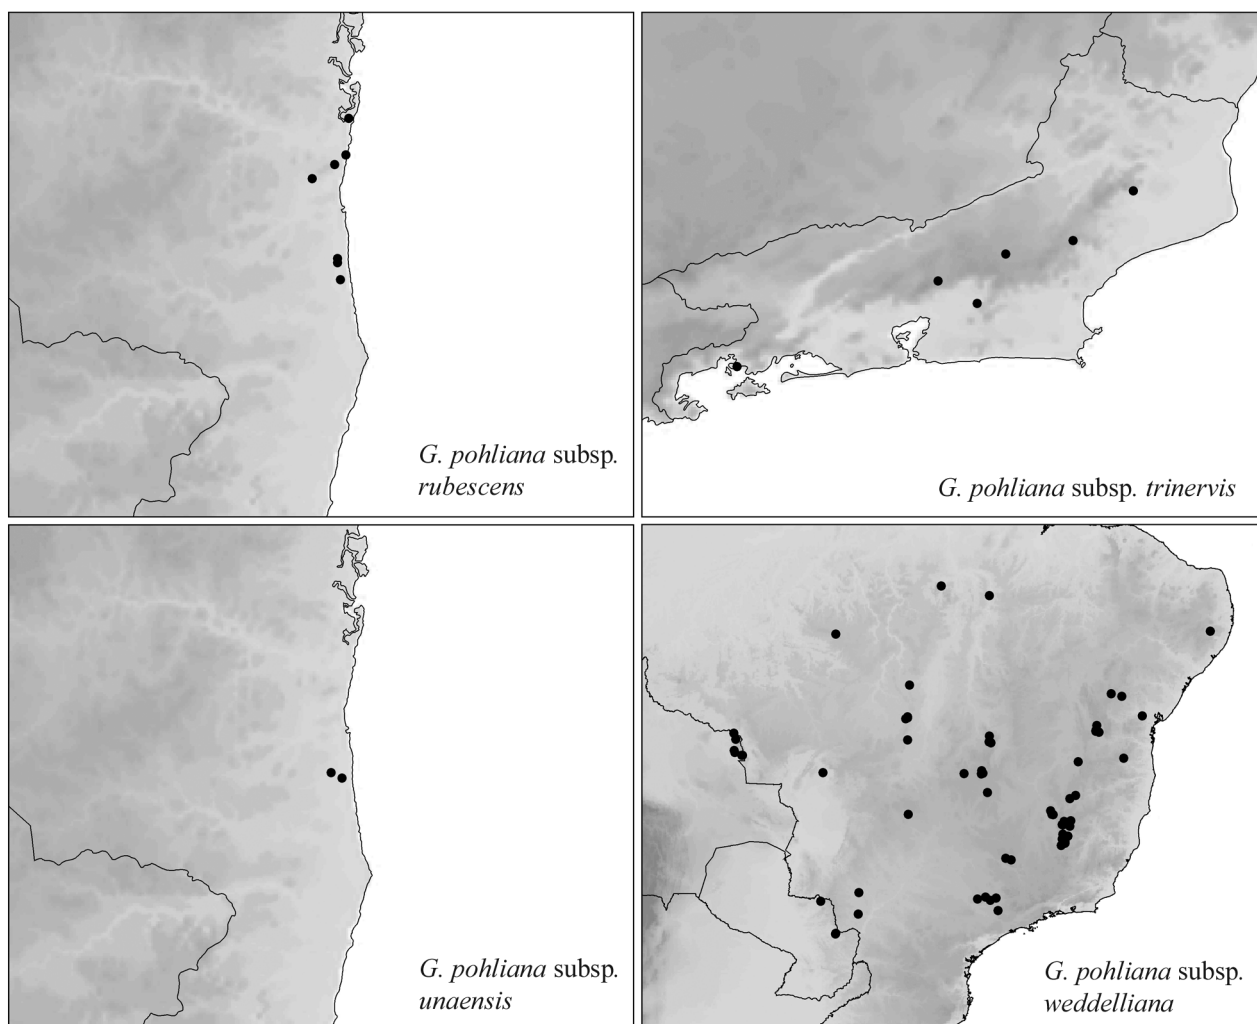 G. pohliana subsp.
rubescens
G. pohliana subsp. trinervis
G. pohliana subsp.
unaensis
G. pohliana subsp.
weddelliana